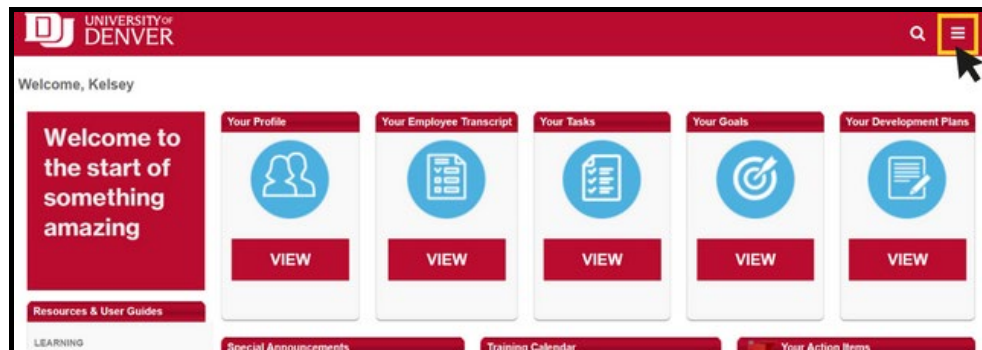 UNIVERSITY OF
DENVER
Welcome, Kelsey
Welcome to
the start of
something
amazing
Your Profile
VIEW
Your Employee Transcript
VIEW
Your Tasks
VIEW
Your Goals
VIEW
Your Development Plans
VIEW
Resources & User Guides
LEARNING
Special Announcements
Training Calendar
Your Action Items